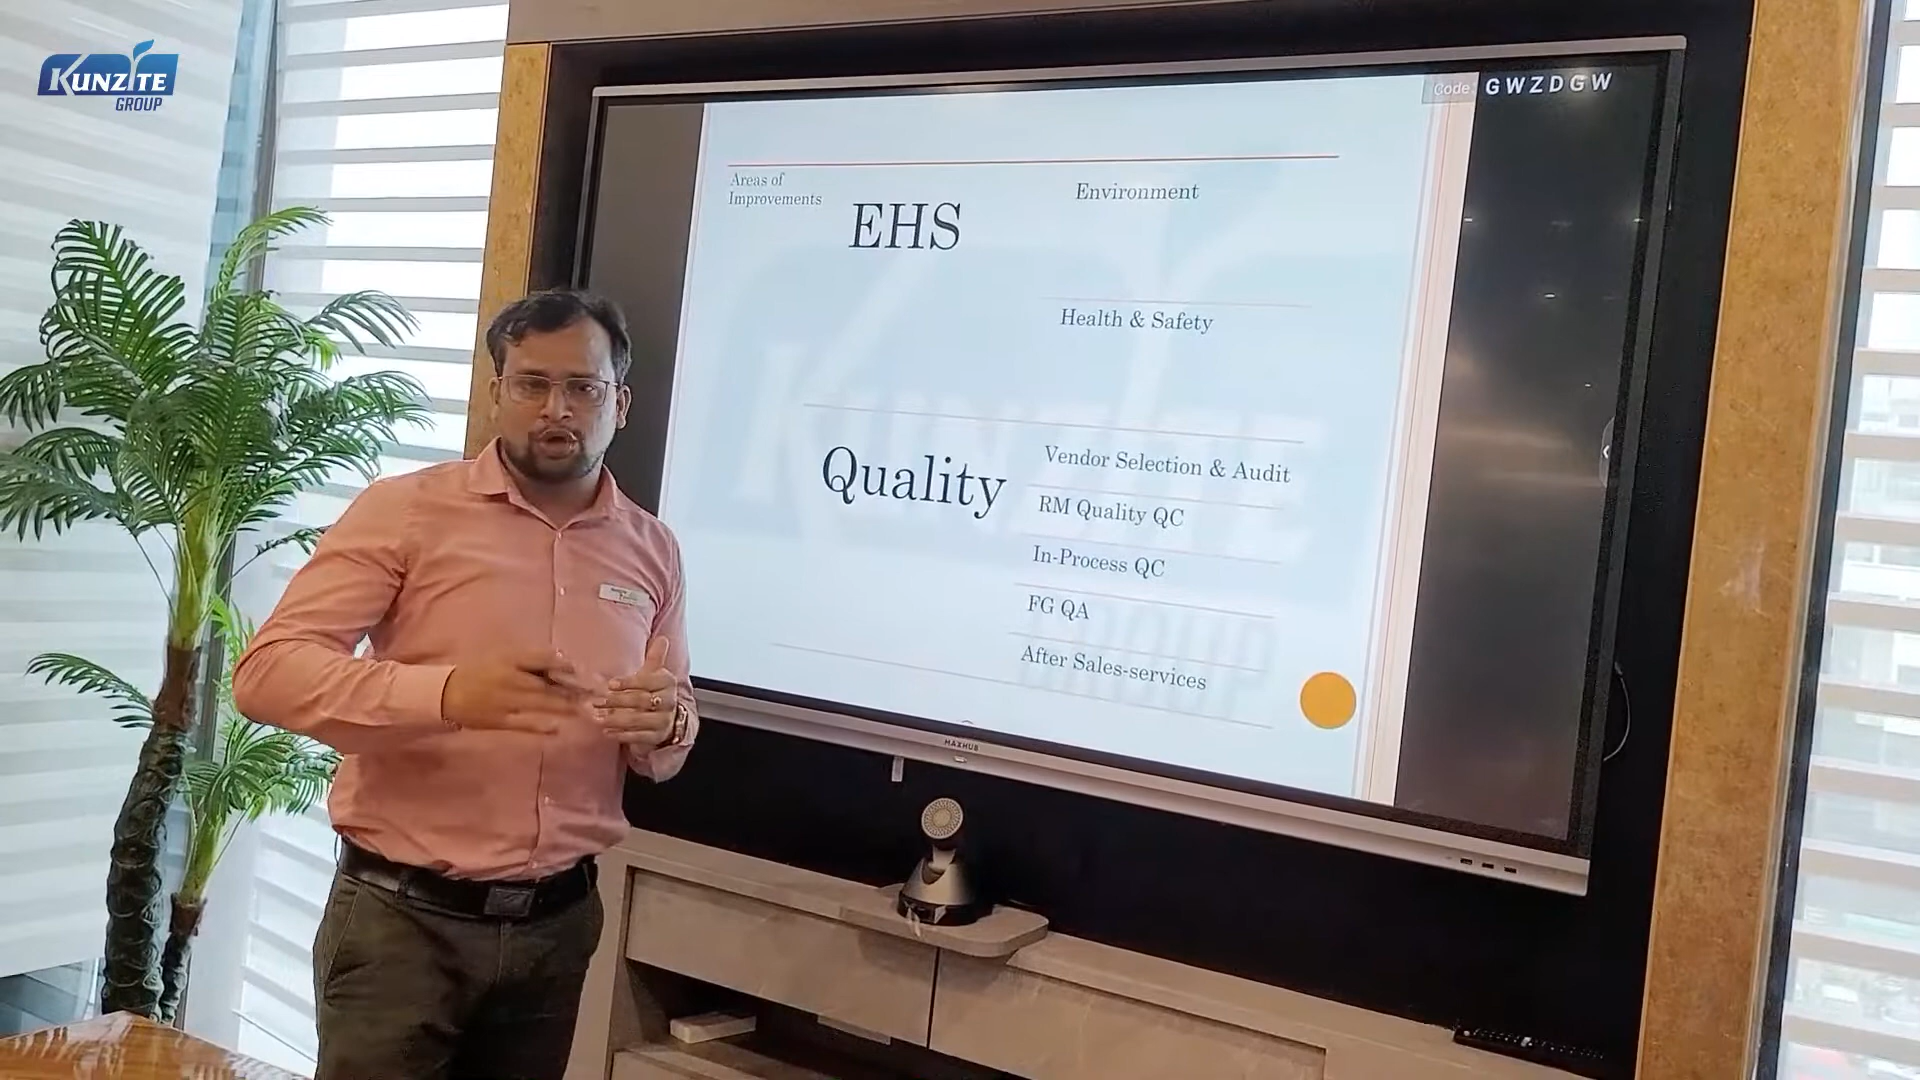 KUNZITE
GROUP
Code: GWZDGW
Areas of
Improvements
EHS
Environment
Health & Safety
Quality
Vendor Selection & Audit
RM Quality QC
In-Process QC
FG QA
After Sales-services
MAXHUB